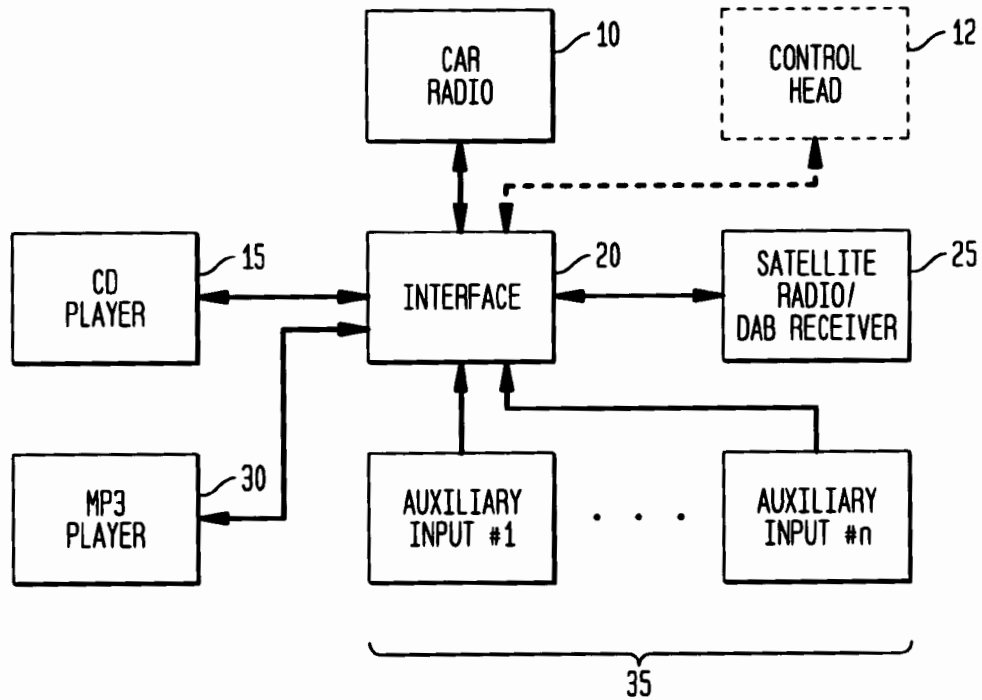 CAR
RADIO
10
CONTROL
HEAD
12
CD
PLAYER
15
INTERFACE
20
SATELLITE
RADIO/
DAB RECEIVER
25
MP3
PLAYER
30
AUXILIARY
INPUT #1
. . .
AUXILIARY
INPUT #n
35